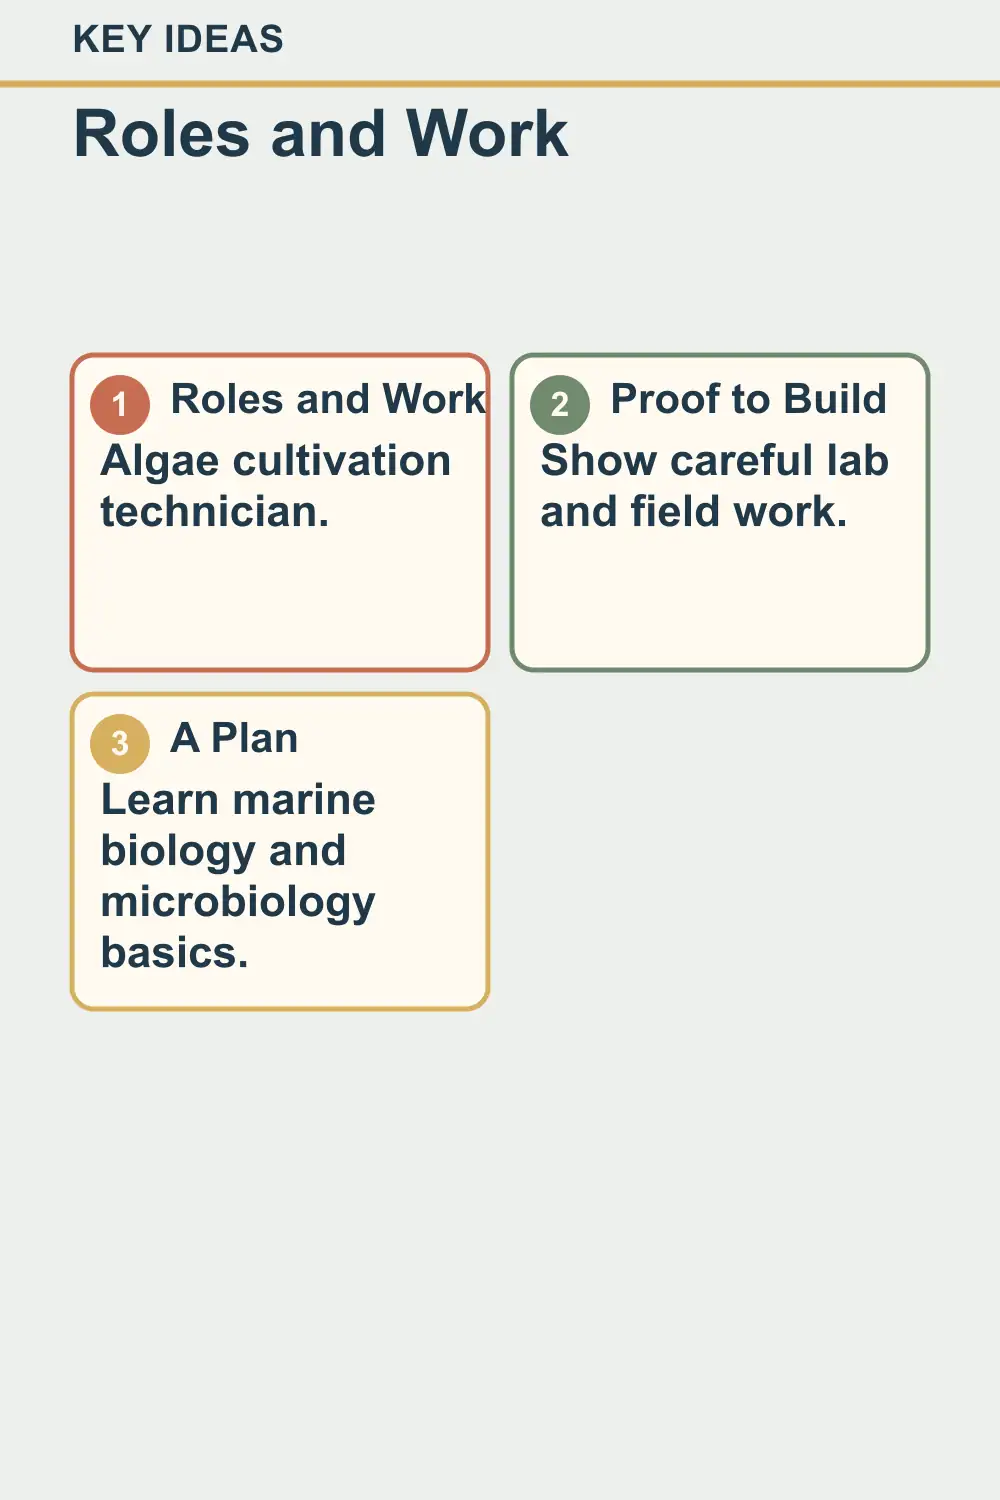 KEY IDEAS
Roles and Work
1 Roles and Work
Algae cultivation
technician.
2 Proof to Build
Show careful lab
and field work.
3 A Plan
Learn marine
biology and
microbiology
basics.